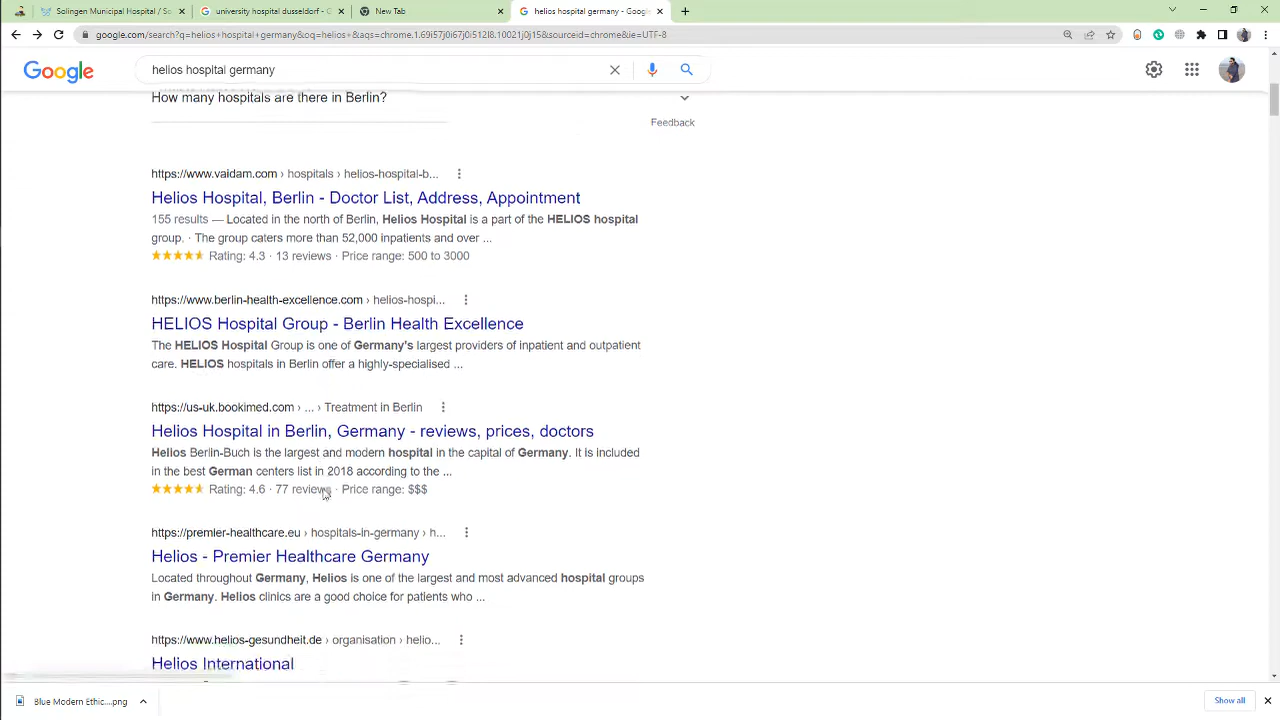 Solingen Municipal Hospital / So
university hospital dusseldorf - G
New Tab
helios hospital germany - Google
google.com/search?q=helios+hospital+germany&oq=helios+&aqs=chrome.1.69i57j0i67j0i512l8.10021j0j15&sourceid=chrome&ie=UTF-8
Google
helios hospital germany
How many hospitals are there in Berlin?
Feedback
https://www.vaidam.com › hospitals › helios-hospital-b...
Helios Hospital, Berlin - Doctor List, Address, Appointment
155 results — Located in the north of Berlin, Helios Hospital is a part of the HELIOS hospital
group. · The group caters more than 52,000 inpatients and over ...
Rating: 4.3 · 13 reviews · Price range: 500 to 3000
https://www.berlin-health-excellence.com › helios-hospi...
HELIOS Hospital Group - Berlin Health Excellence
The HELIOS Hospital Group is one of Germany's largest providers of inpatient and outpatient
care. HELIOS hospitals in Berlin offer a highly-specialised ...
https://us-uk.bookimed.com › ... › Treatment in Berlin
Helios Hospital in Berlin, Germany - reviews, prices, doctors
Helios Berlin-Buch is the largest and modern hospital in the capital of Germany. It is included
in the best German centers list in 2018 according to the ...
Rating: 4.6 · 77 reviews · Price range: $$$
https://premier-healthcare.eu › hospitals-in-germany › h...
Helios - Premier Healthcare Germany
Located throughout Germany, Helios is one of the largest and most advanced hospital groups
in Germany. Helios clinics are a good choice for patients who ...
https://www.helios-gesundheit.de › organisation › helio...
Helios International
Blue Modern Ethic....png
Show all